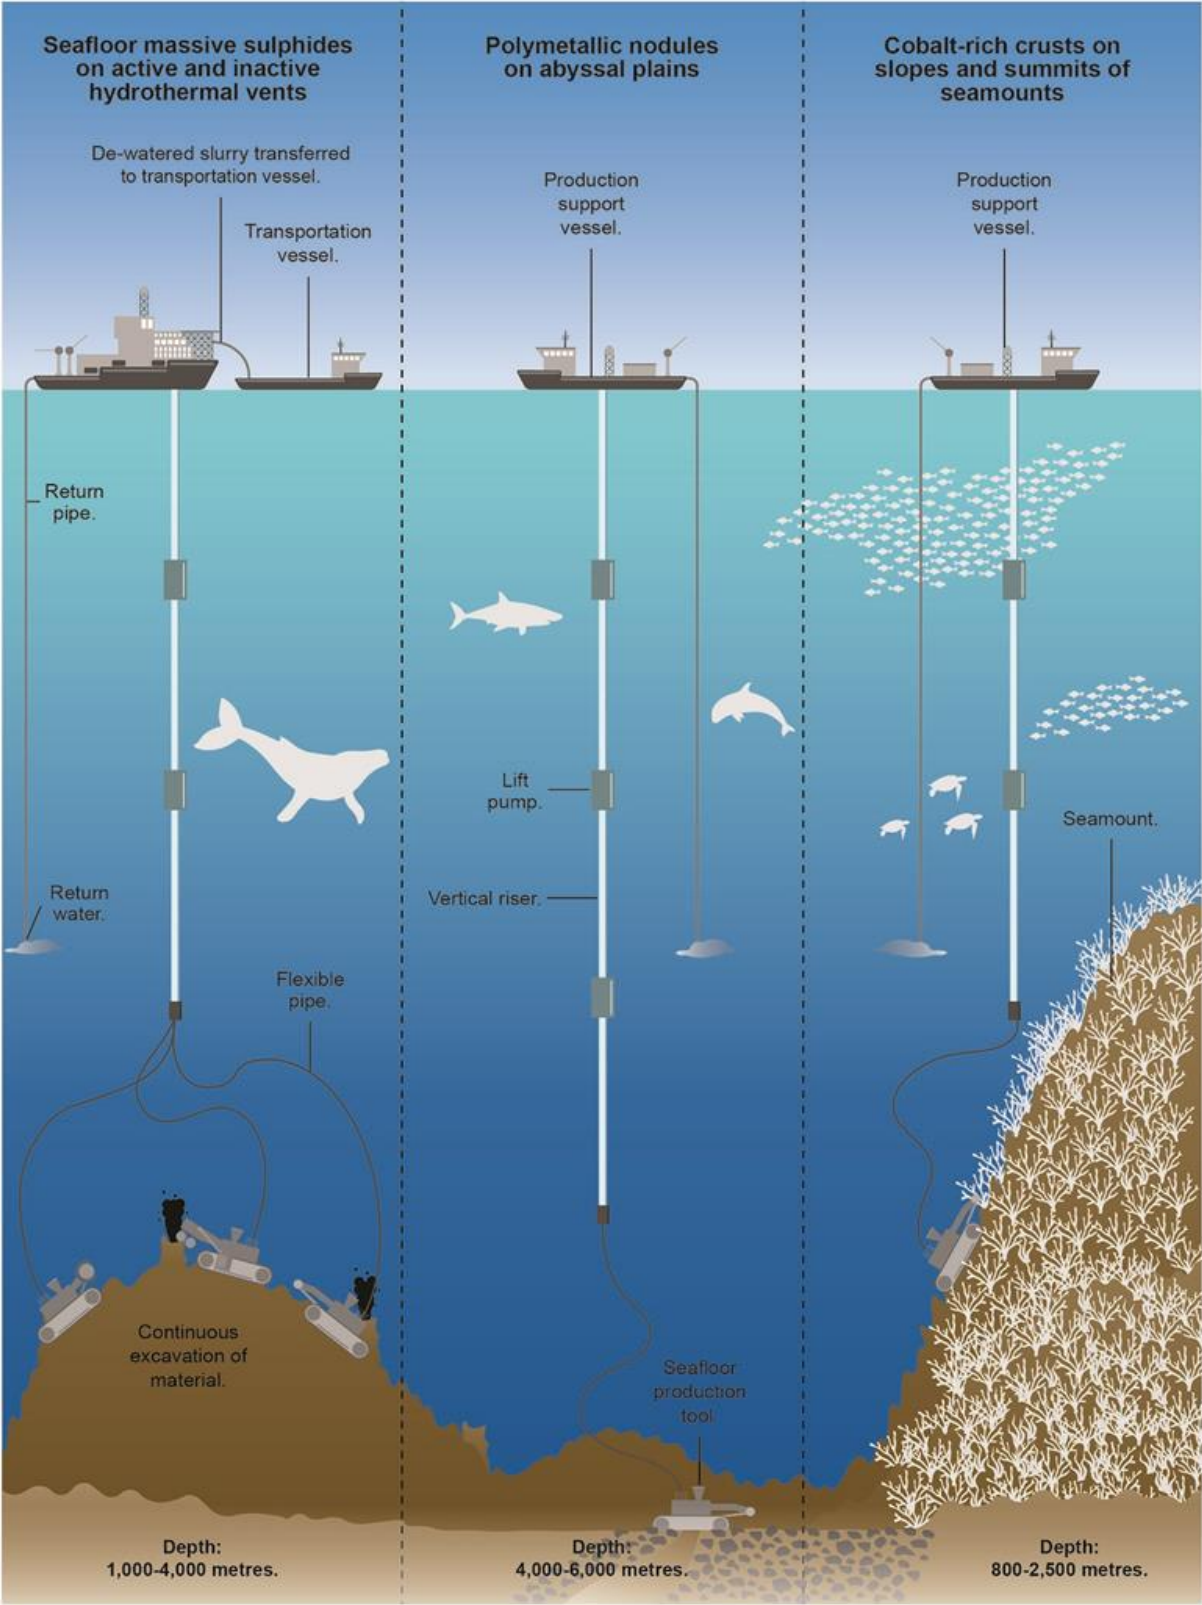 Seafloor massive sulphides
on active and inactive
hydrothermal vents
De-watered slurry transferred
to transportation vessel.
Transportation
vessel.
Return
pipe.
Return
water.
Flexible
pipe.
Continuous
excavation of
material.
Depth:
1,000-4,000 metres.
Polymetallic nodules
on abyssal plains
Production
support
vessel.
Lift
pump.
Vertical riser.
Seafloor
production
tool.
Depth:
4,000-6,000 metres.
Cobalt-rich crusts on
slopes and summits of
seamounts
Production
support
vessel.
Seamount.
Depth:
800-2,500 metres.